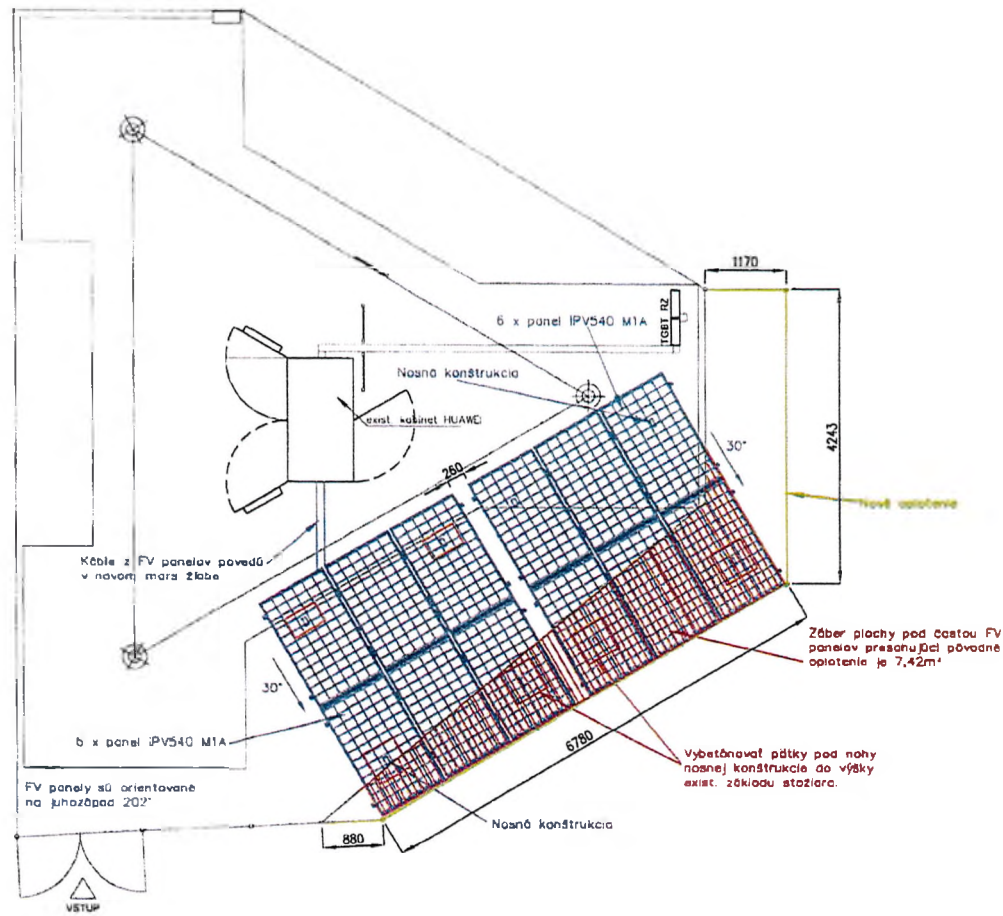 1170
TGBT RZ
6 x panel IPV540 M1A
Nosná konštrukcia
exist. kabinet HUAWEI
30°
4243
260
Nové oplotenie
Káble z FV panelov povedú
v novom mars žlabe
Záber plochy pod časťou FV
panelov presahujúci pôvodné
oplotenie je 7,42m²
30°
6 x panel IPV540 M1A
6780
Vybetónovať pätky pod nohy
nosnej konštrukcie do výšky
exist. základu stožiara.
FV panely sú orientované
na juhozápad 202°
Nosná konštrukcia
880
VSTUP